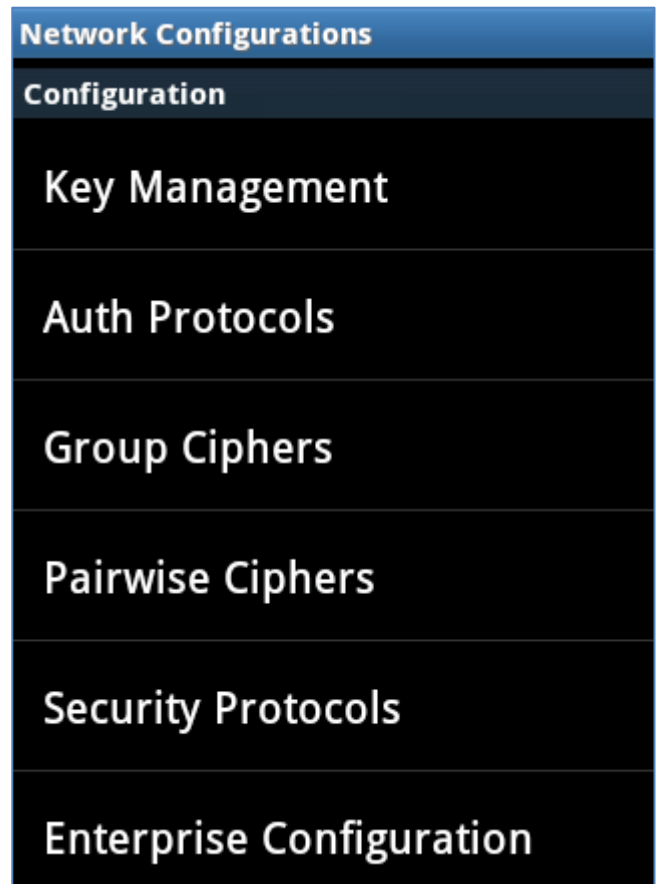 Network Configurations
Configuration
Key Management
Auth Protocols
Group Ciphers
Pairwise Ciphers
Security Protocols
Enterprise Configuration